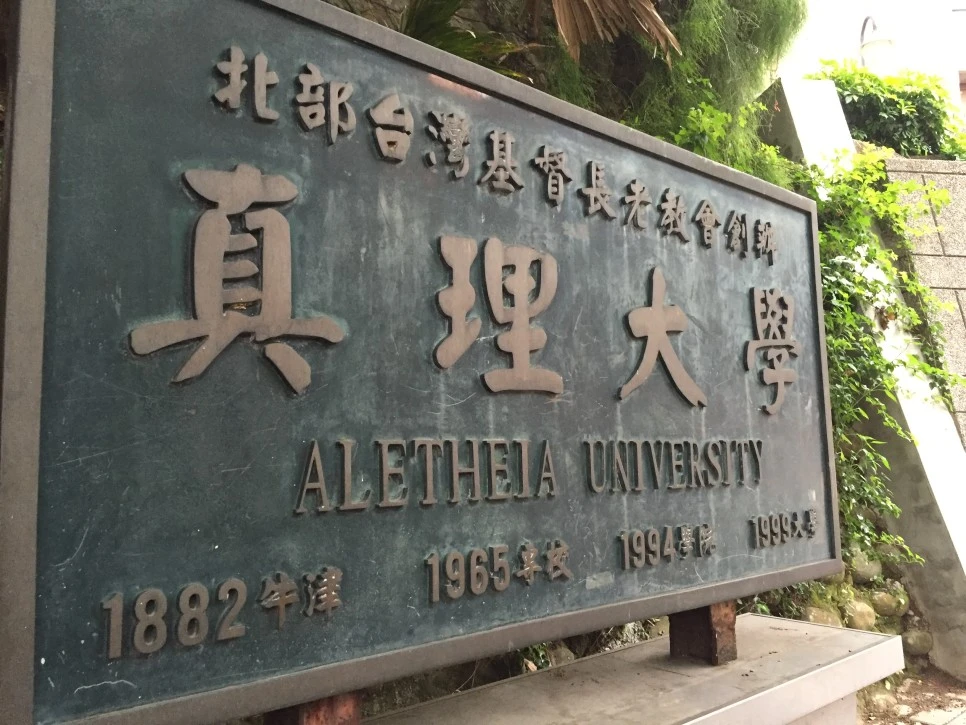 北部台灣基督長老教會創辦
真理大學
ALETHEIA UNIVERSITY
1882牛津 1965專校 1994學院 1999大學